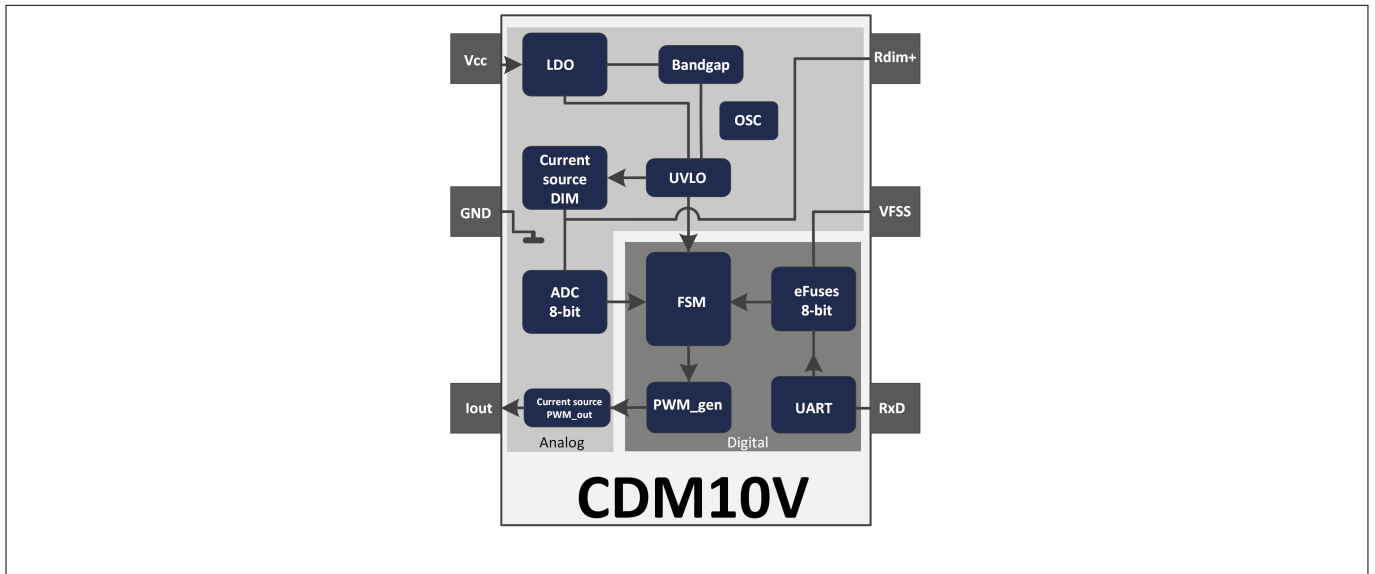 Vcc
LDO
Bandgap
Rdim+
OSC
Current
source
DIM
UVLO
GND
VFSS
ADC
8-bit
FSM
eFuses
8-bit
Iout
Current source
PWM_out
PWM_gen
UART
RxD
Analog
Digital
CDM10V